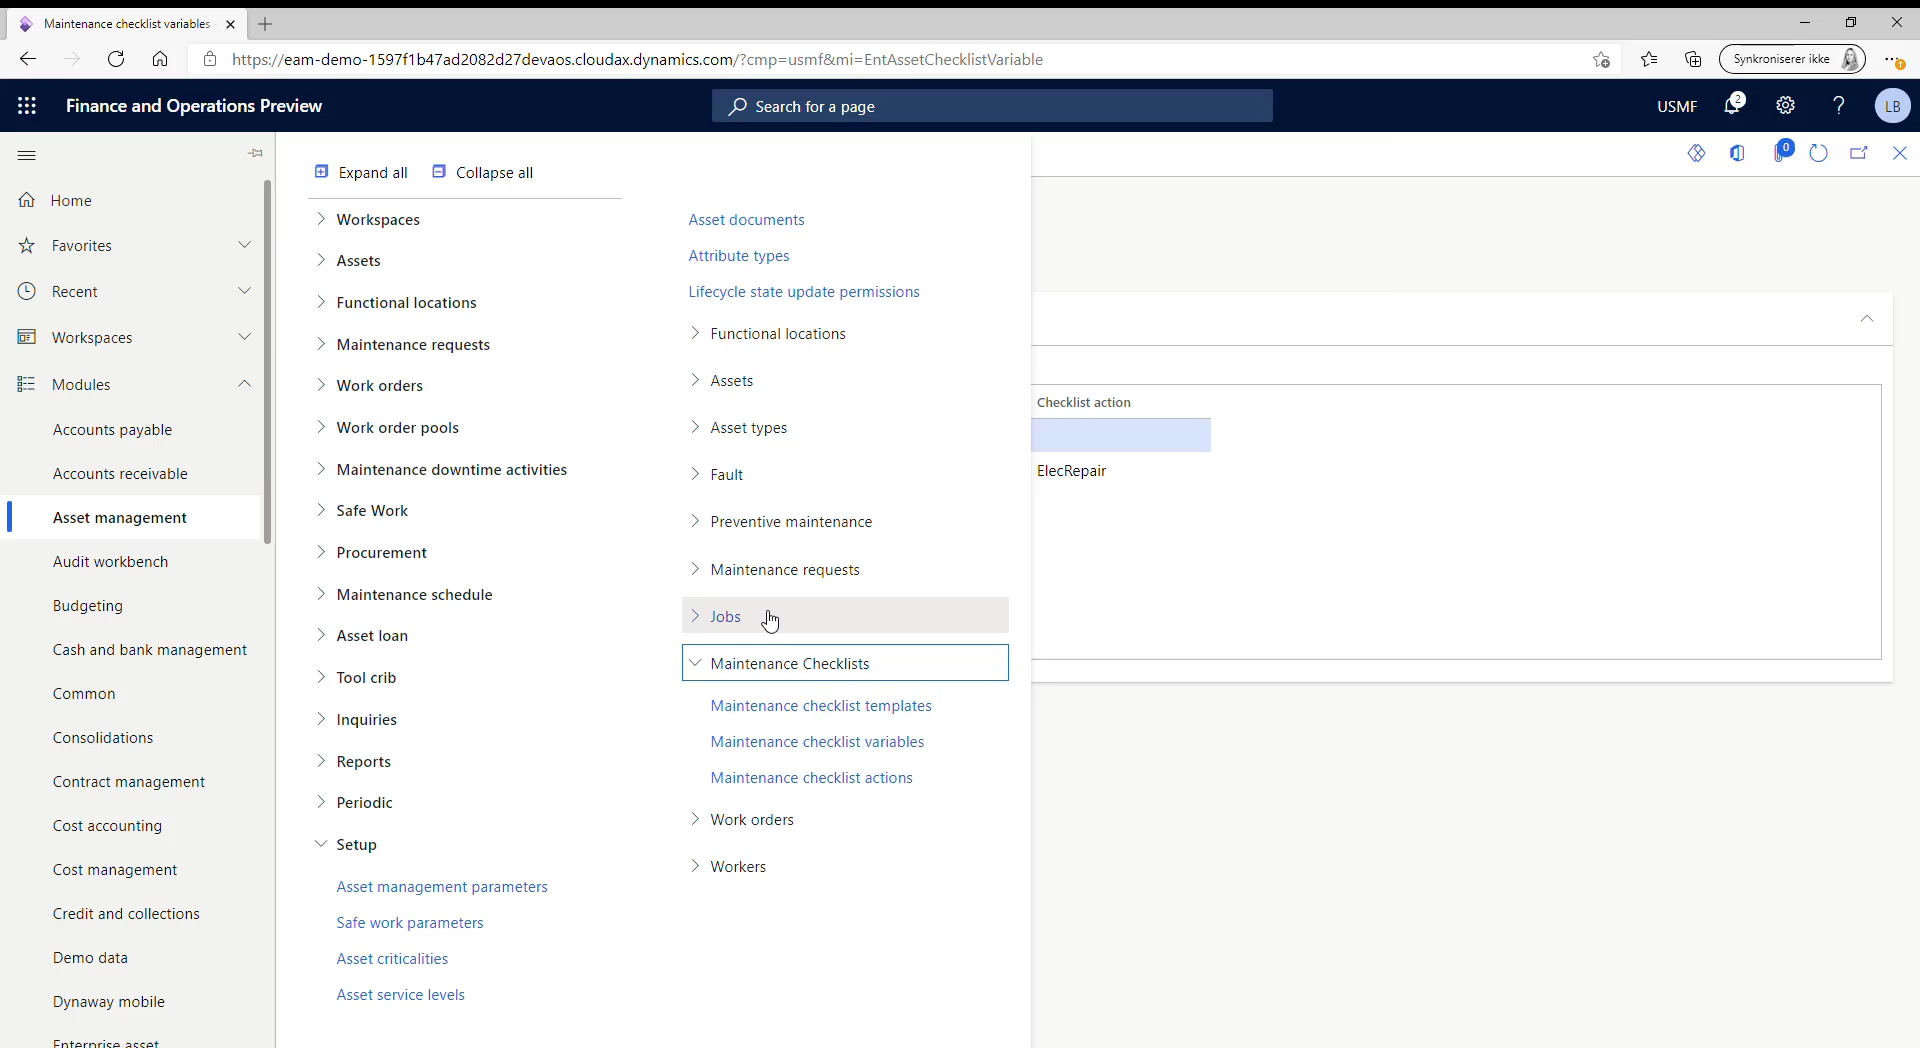 Maintenance checklist variables
https://eam-demo-1597f1b47ad2082d27devaos.cloudax.dynamics.com/?cmp=usmf&mi=EntAssetChecklistVariable
Synkroniserer ikke
Finance and Operations Preview
Search for a page
USMF
2
?
LB
Expand all
Collapse all
0
Home
Favorites
Recent
Workspaces
Modules
Accounts payable
Accounts receivable
Asset management
Audit workbench
Budgeting
Cash and bank management
Common
Consolidations
Contract management
Cost accounting
Cost management
Credit and collections
Demo data
Dynaway mobile
Enterprise asset
Workspaces
Assets
Functional locations
Maintenance requests
Work orders
Work order pools
Maintenance downtime activities
Safe Work
Procurement
Maintenance schedule
Asset loan
Tool crib
Inquiries
Reports
Periodic
Setup
Asset management parameters
Safe work parameters
Asset criticalities
Asset service levels
Asset documents
Attribute types
Lifecycle state update permissions
Functional locations
Assets
Asset types
Fault
Preventive maintenance
Maintenance requests
Jobs
Maintenance Checklists
Maintenance checklist templates
Maintenance checklist variables
Maintenance checklist actions
Work orders
Workers
Checklist action
ElecRepair